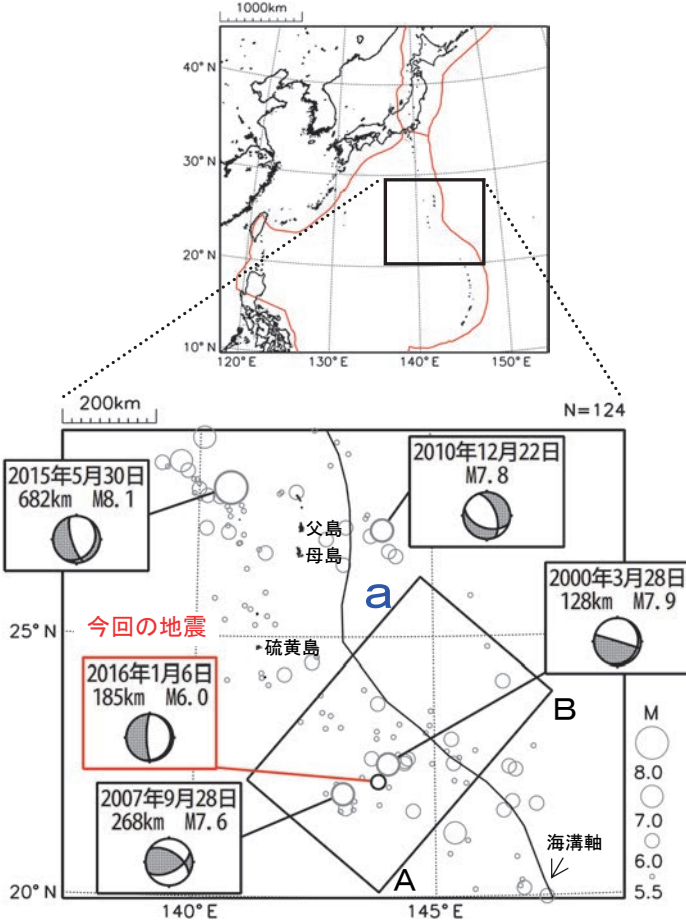 1000km
40°N
30°N
20°N
10°N
120°E
130°E
140°E
150°E
200km
N=124
2015年5月30日
682km M8.1
2010年12月22日
M7.8
父島
母島
a
2000年3月28日
128km M7.9
25°N
今回の地震
硫黄島
2016年1月6日
185km M6.0
B
M
8.0
7.0
6.0
5.5
2007年9月28日
268km M7.6
海溝軸
A
20°N
140°E
145°E